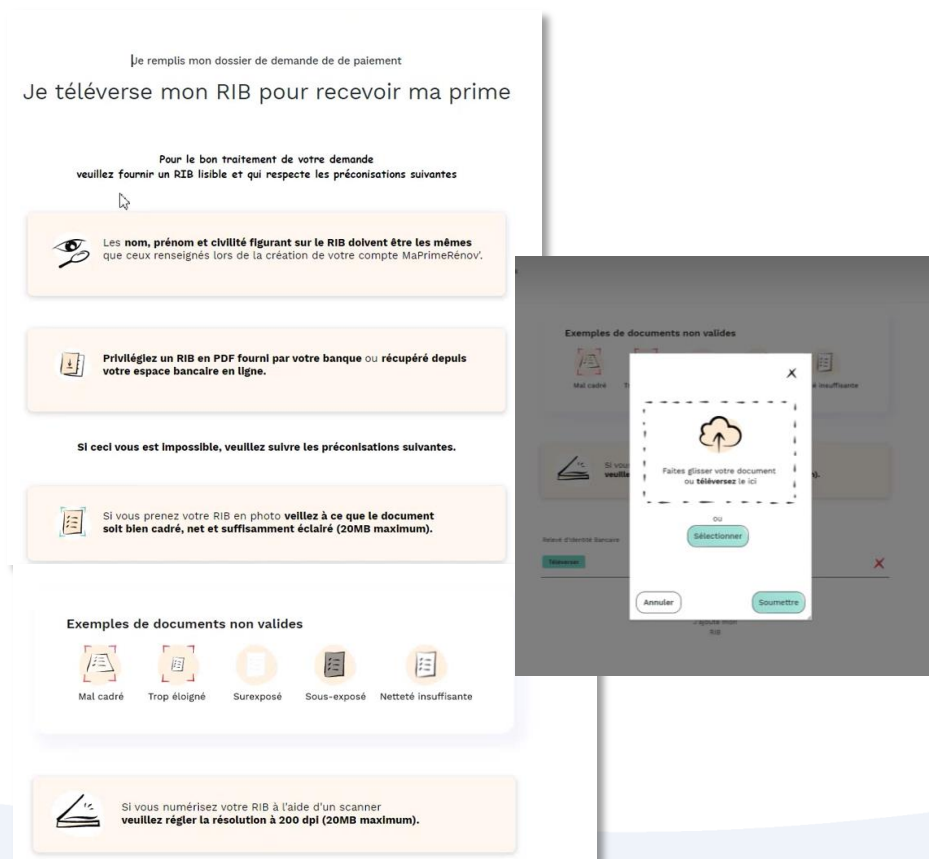 Je remplis mon dossier de demande de de paiement
Je téléverse mon RIB pour recevoir ma prime
Pour le bon traitement de votre demande
veuillez fournir un RIB lisible et qui respecte les préconisations suivantes
Les nom, prénom et civilité figurant sur le RIB doivent être les mêmes
que ceux renseignés lors de la création de votre compte MaPrimeRénov'.
Privilégiez un RIB en PDF fourni par votre banque ou récupéré depuis
votre espace bancaire en ligne.
Si ceci vous est impossible, veuillez suivre les préconisations suivantes.
Si vous prenez votre RIB en photo veillez à ce que le document
soit bien cadré, net et suffisamment éclairé (20MB maximum).
Exemples de documents non valides
Mal cadré Trop éloigné Surexposé Sous-exposé Netteté insuffisante
Si vous numérisez votre RIB à l'aide d'un scanner
veuillez régler la résolution à 200 dpi (20MB maximum).
Exemples de documents non valides
Mal cadré
insuffisante
Faites glisser votre document
ou téléversez le ici
ou
Sélectionner
Relevé d'Identité Bancaire
Téléverser
Annuler
Soumettre
J'ajoute mon
RIB